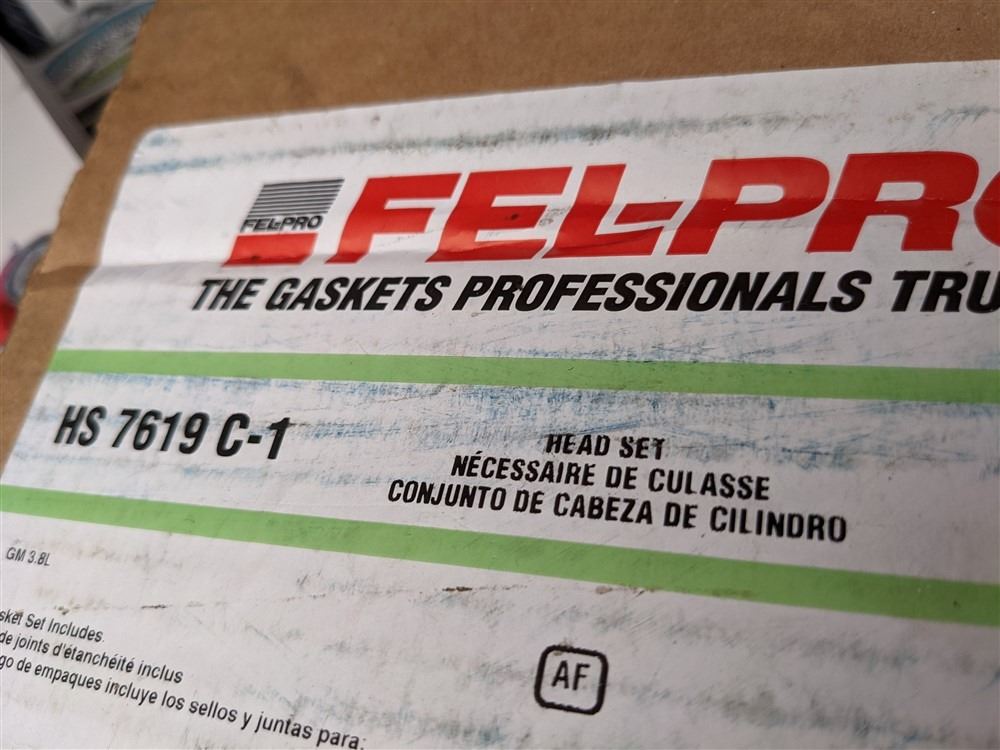 FEL-PRO
FEL-PR
THE GASKETS PROFESSIONALS TRU
HS 7619 C-1
HEAD SET
NÉCESSAIRE DE CULASSE
CONJUNTO DE CABEZA DE CILINDRO
GM 3.8L
sket Set Includes
de joints d'étanchéité inclus
go de empaques incluye los sellos y juntas para:
AF